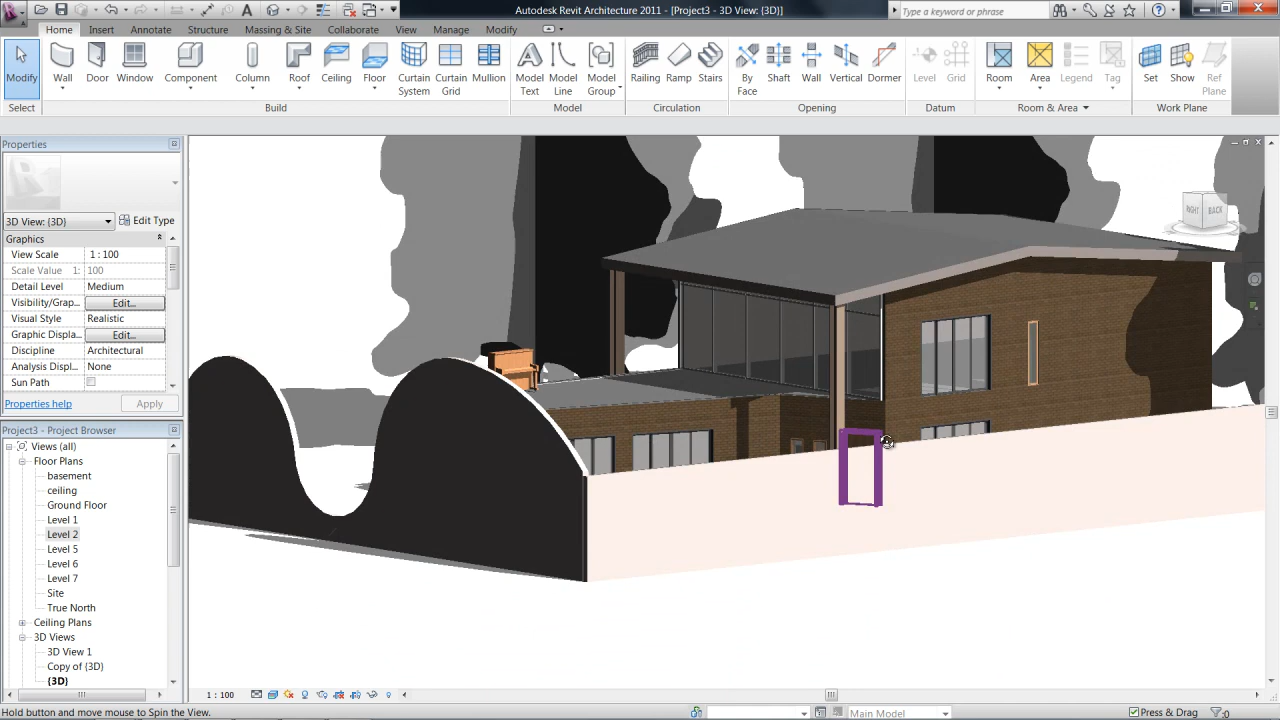 Autodesk Revit Architecture 2011 - [Project3 - 3D View: {3D}]
Type a keyword or phrase
Home Insert Annotate Structure Massing & Site Collaborate View Manage Modify
Modify Wall Door Window Component Column Roof Ceiling Floor Curtain System Curtain Grid Mullion Model Text Model Line Model Group Railing Ramp Stairs By Face Shaft Wall Vertical Dormer Level Grid Room Area Legend Tag Set Show Ref Plane
Select Build Model Circulation Opening Datum Room & Area Work Plane
Properties
3D View: {3D} Edit Type
Graphics
View Scale 1 : 100
Scale Value 1: 100
Detail Level Medium
Visibility/Grap... Edit...
Visual Style Realistic
Graphic Displa... Edit...
Discipline Architectural
Analysis Displ... None
Sun Path
Properties help Apply
Project3 - Project Browser
Views (all)
Floor Plans
basement
ceiling
Ground Floor
Level 1
Level 2
Level 5
Level 6
Level 7
Site
True North
Ceiling Plans
3D Views
3D View 1
Copy of {3D}
{3D}
RIGHT BACK
1 : 100
Hold button and move mouse to Spin the View.
Main Model
Press & Drag
:0